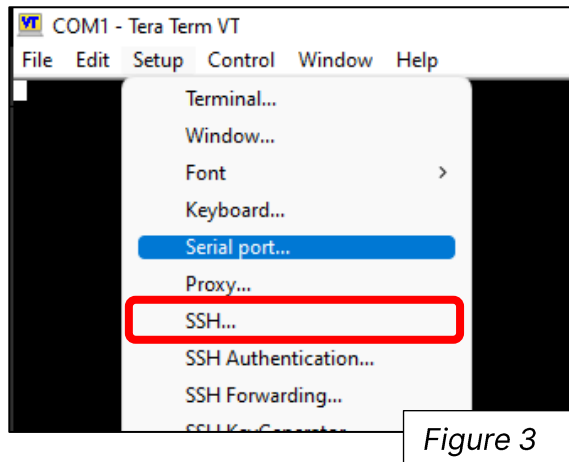 VT COM1 - Tera Term VT
File Edit Setup Control Window Help
Terminal...
Window...
Font >
Keyboard...
Serial port...
Proxy...
SSH...
SSH Authentication...
SSH Forwarding...
Figure 3